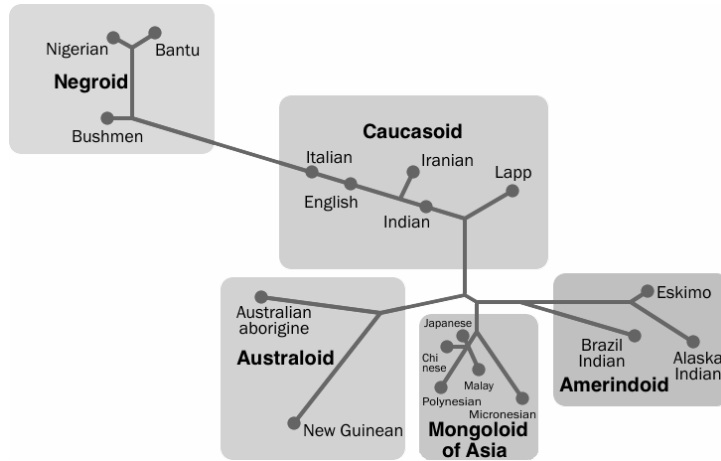 Nigerian
Bantu
Negroid
Bushmen
Caucasoid
Italian
Iranian
Lapp
English
Indian
Australian
aborigine
Australoid
New Guinean
Japanese
Chi
nese
Malay
Polynesian
Micronesian
Mongoloid
of Asia
Eskimo
Brazil
Indian
Alaska
Indian
Amerindoid